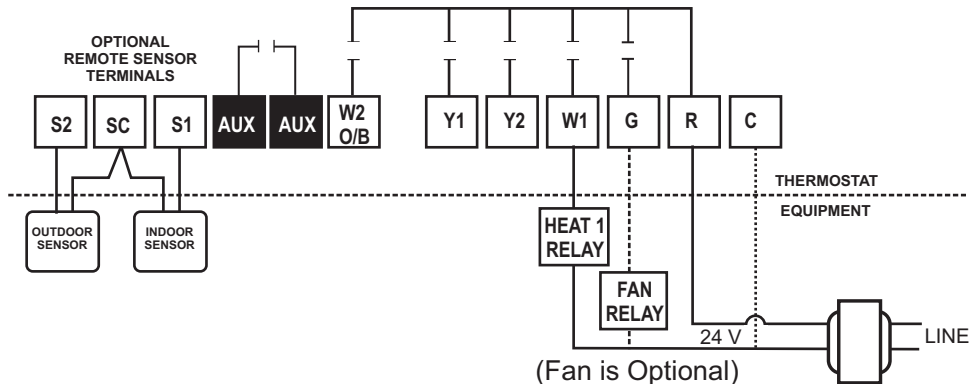 OPTIONAL
REMOTE SENSOR
TERMINALS
S2
SC
S1
AUX
AUX
W2
O/B
Y1
Y2
W1
G
R
C
THERMOSTAT
EQUIPMENT
OUTDOOR
SENSOR
INDOOR
SENSOR
HEAT 1
RELAY
FAN
RELAY
24 V
LINE
(Fan is Optional)